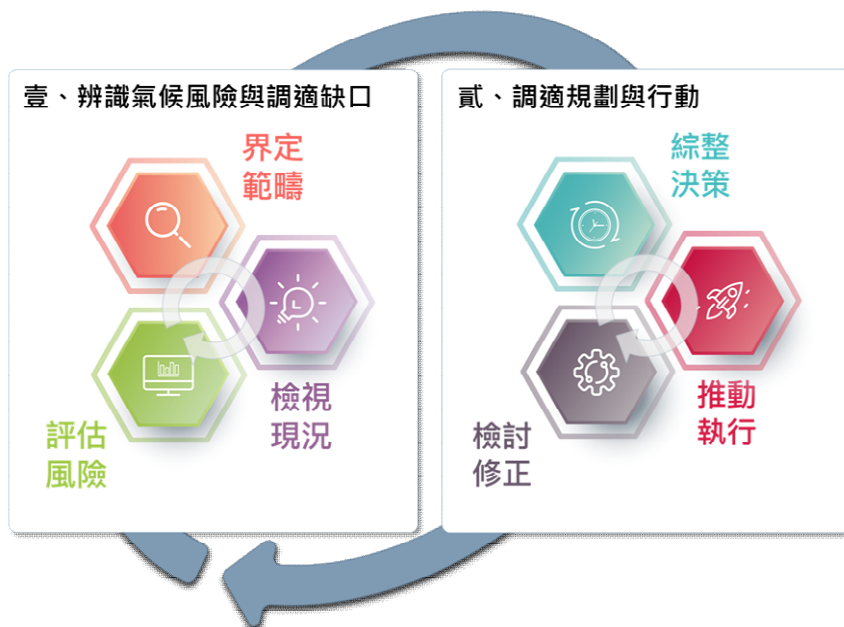 壹、辨識氣候風險與調適缺口
界定
範疇
檢視
現況
評估
風險
貳、調適規劃與行動
綜整
決策
推動
執行
檢討
修正